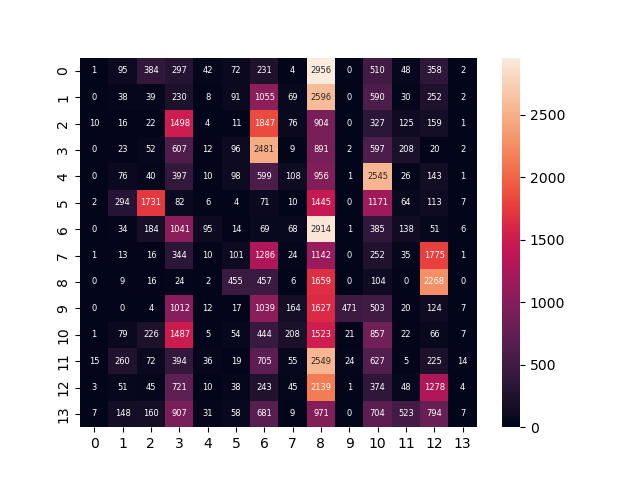 0 1 95 384 297 42 72 231 4 2956 0 510 48 358 2
1 0 38 39 230 8 91 1055 69 2596 0 590 30 252 2
2 10 16 22 1498 4 11 1847 76 904 0 327 125 159 1
3 0 23 52 607 12 96 2481 9 891 2 597 208 20 2
4 0 76 40 397 10 98 599 108 956 1 2545 26 143 1
5 2 294 1731 82 6 4 71 10 1445 0 1171 64 113 7
6 0 34 184 1041 95 14 69 68 2914 1 385 138 51 6
7 1 13 16 344 10 101 1286 24 1142 0 252 35 1775 1
8 0 9 16 24 2 455 457 6 1659 0 104 0 2268 0
9 0 0 4 1012 12 17 1039 164 1627 471 503 20 124 7
10 1 79 226 1487 5 54 444 208 1523 21 857 22 66 7
11 15 260 72 394 36 19 705 55 2549 24 627 5 225 14
12 3 51 45 721 10 38 243 45 2139 1 374 48 1278 4
13 7 148 160 907 31 58 681 9 971 0 704 523 794 7
0 1 2 3 4 5 6 7 8 9 10 11 12 13
2500
2000
1500
1000
500
0